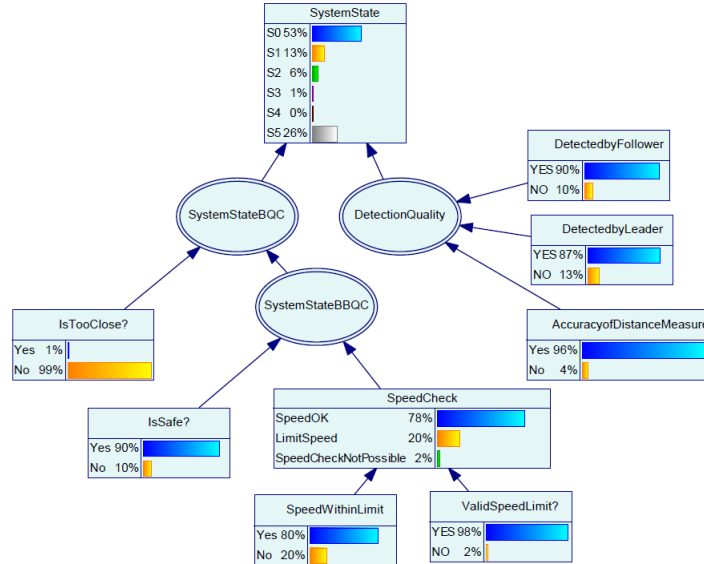 SystemState
S0 53%
S1 13%
S2 6%
S3 1%
S4 0%
S5 26%
DetectedbyFollower
YES 90%
NO 10%
SystemStateBQC
DetectionQuality
DetectedbyLeader
YES 87%
NO 13%
SystemStateBBQC
IsTooClose?
Yes 1%
No 99%
AccuracyofDistanceMeasure
Yes 96%
No 4%
SpeedCheck
SpeedOK 78%
LimitSpeed 20%
SpeedCheckNotPossible 2%
IsSafe?
Yes 90%
No 10%
SpeedWithinLimit
Yes 80%
No 20%
ValidSpeedLimit?
YES 98%
NO 2%